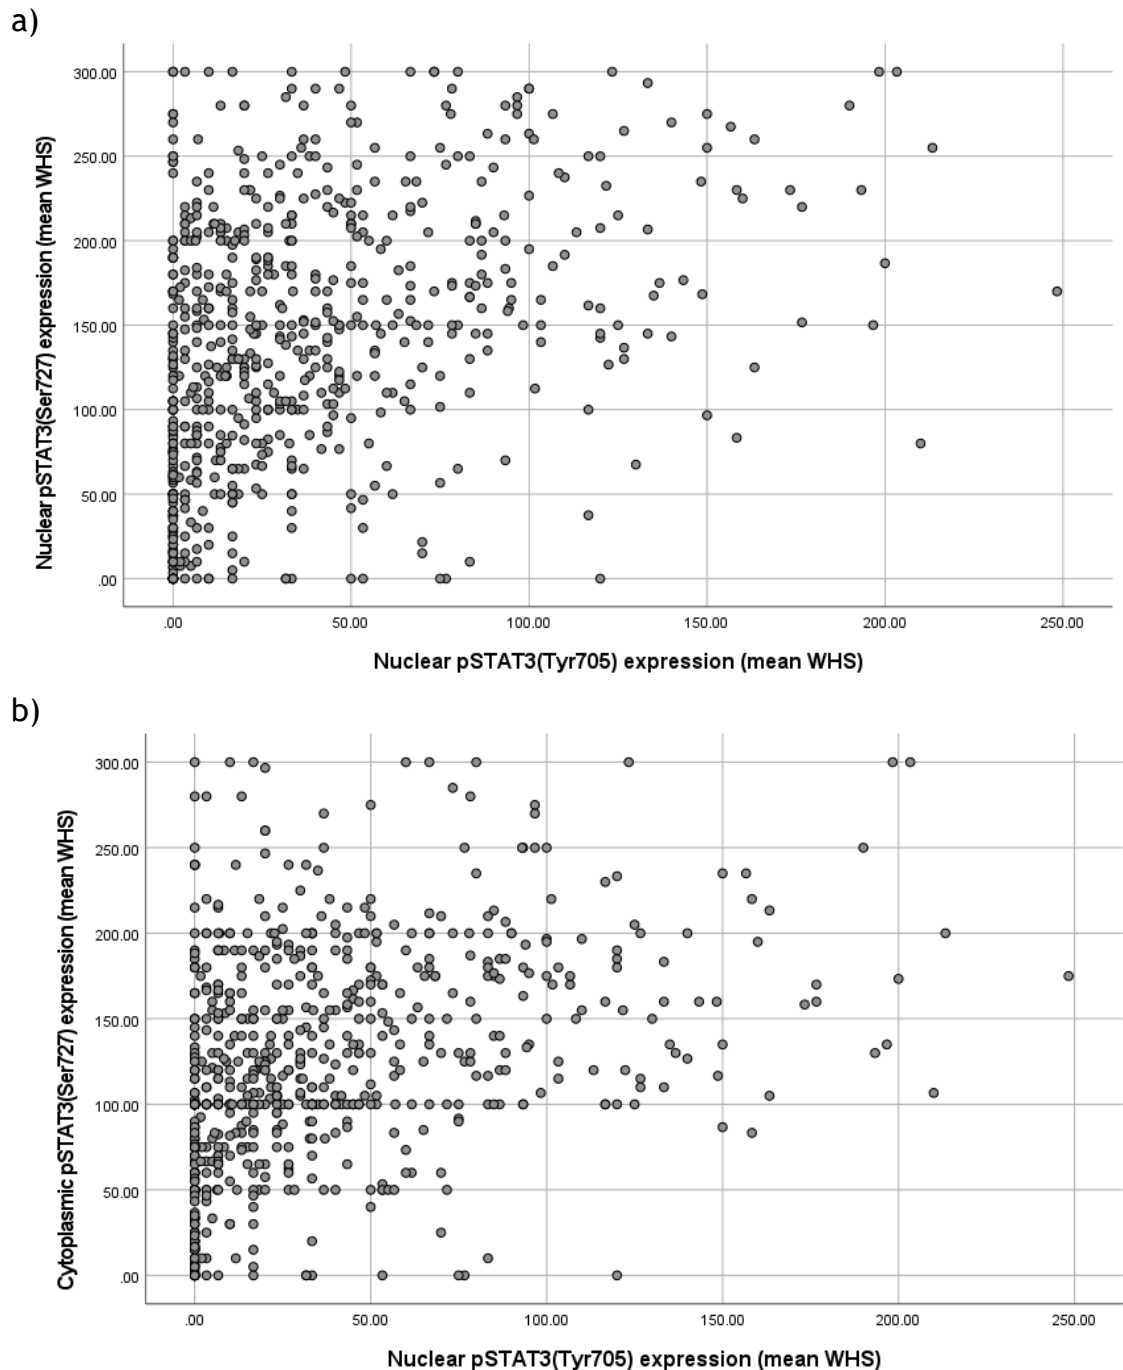 a)
Nuclear pSTAT3(Ser727) expression (mean WHS)
300.00
250.00
200.00
150.00
100.00
50.00
.00
.00 50.00 100.00 150.00 200.00 250.00
Nuclear pSTAT3(Tyr705) expression (mean WHS)
b)
Cytoplasmic pSTAT3(Ser727) expression (mean WHS)
300.00
250.00
200.00
150.00
100.00
50.00
.00
.00 50.00 100.00 150.00 200.00 250.00
Nuclear pSTAT3(Tyr705) expression (mean WHS)